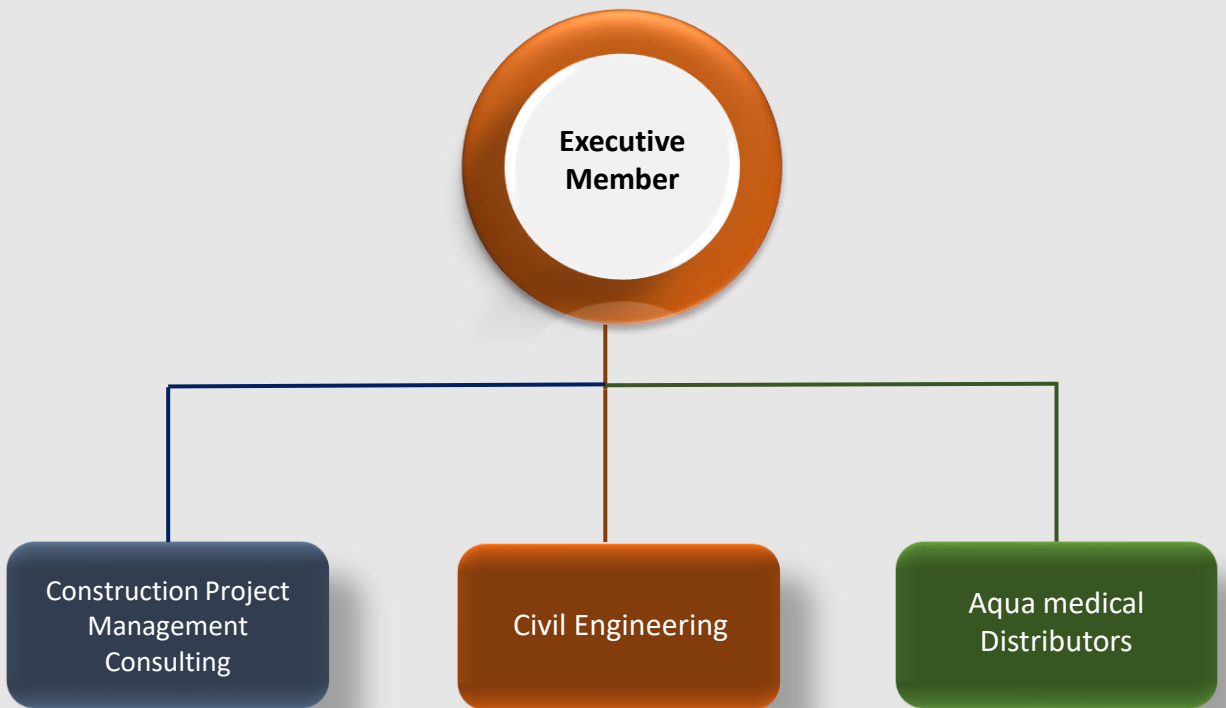 Executive
Member
Construction Project
Management
Consulting
Civil Engineering
Aqua medical
Distributors